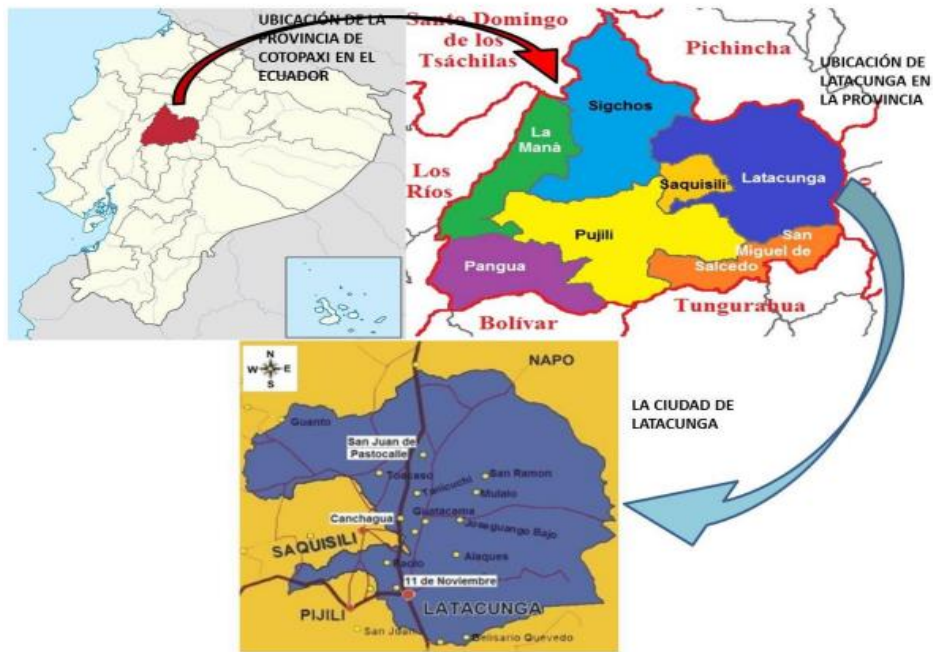 UBICACIÓN DE LA
PROVINCIA DE
COTOPAXI EN EL
ECUADOR
Santo Domingo
de los
Tsáchilas
Pichincha
UBICACIÓN DE
LATACUNGA EN
LA PROVINCIA
Sigchos
La
Maná
Los
Ríos
Saquisilí
Latacunga
Pujilí
San
Miguel de
Salcedo
Pangua
Bolívar
Tungurahua
LA CIUDAD DE
LATACUNGA
N
W E
S
NAPO
Guanto
San Juan de
Pastocalle
Toacaso
San Ramon
Tanicuchi
Mulalo
Guatacama
Canchagua
Joseguango Bajo
SAQUISILI
Alaques
11 de Noviembre
LATACUNGA
PIJILI
San Juan
Belisario Quevedo